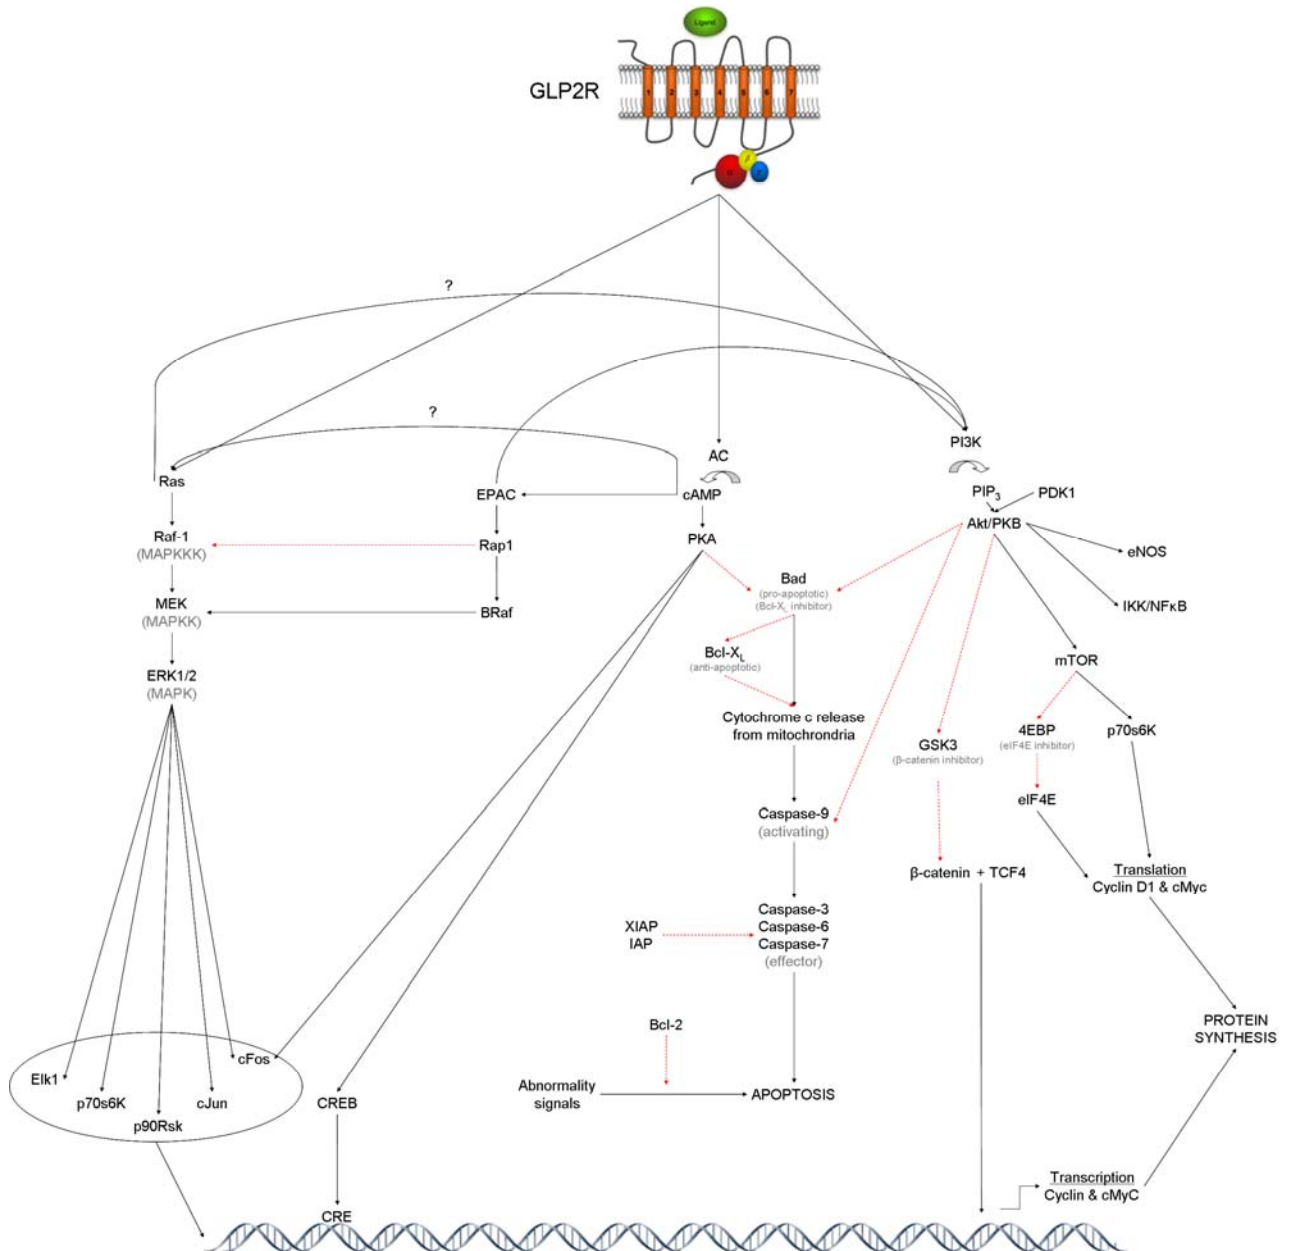 Ligand
GLP2R
1 2 3 4 5 6 7
α β γ
?
?
PI3K
AC
Ras
EPAC
cAMP
PIP3
PDK1
Akt/PKB
Raf-1
(MAPKKK)
Rap1
PKA
eNOS
Bad
(pro-apoptotic)
(Bcl-XL inhibitor)
MEK
(MAPKK)
BRaf
IKK/NFκB
Bcl-XL
(anti-apoptotic)
mTOR
ERK1/2
(MAPK)
Cytochrome c release
from mitochrondria
GSK3
(β-catenin inhibitor)
4EBP
(eIF4E inhibitor)
p70s6K
eIF4E
Caspase-9
(activating)
β-catenin + TCF4
Translation
Cyclin D1 & cMyc
Caspase-3
Caspase-6
Caspase-7
(effector)
XIAP
IAP
PROTEIN
SYNTHESIS
Bcl-2
cFos
Elk1
p70s6K
cJun
p90Rsk
CREB
Abnormality
signals
APOPTOSIS
Transcription
Cyclin & cMyC
CRE